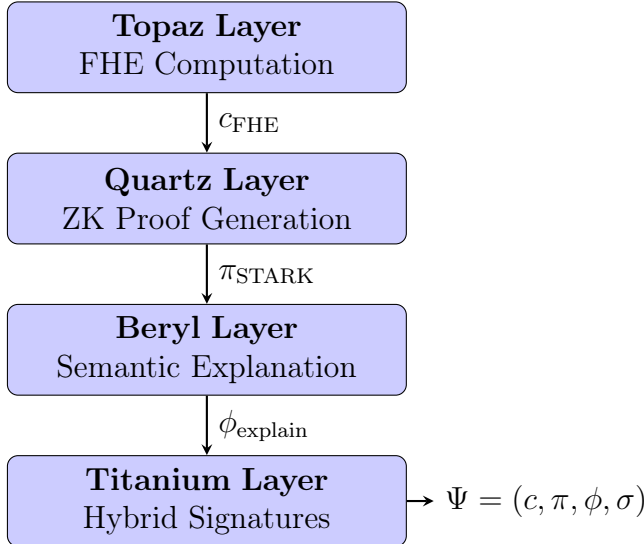 Topaz Layer
FHE Computation
c_FHE
Quartz Layer
ZK Proof Generation
π_STARK
Beryl Layer
Semantic Explanation
ϕ_explain
Titanium Layer
Hybrid Signatures
Ψ = (c, π, ϕ, σ)